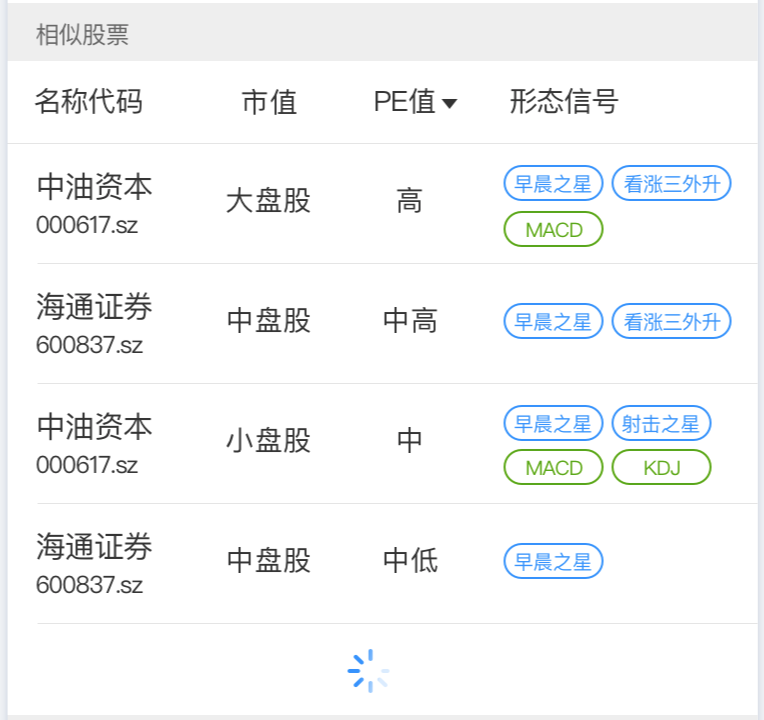 相似股票
名称代码 市值 PE值 形态信号
中油资本 大盘股 高 早晨之星 看涨三外升
000617.sz MACD
海通证券 中盘股 中高 早晨之星 看涨三外升
600837.sz
中油资本 小盘股 中 早晨之星 射击之星
000617.sz MACD KDJ
海通证券 中盘股 中低 早晨之星
600837.sz